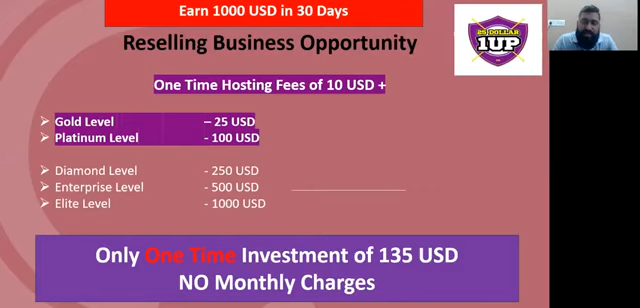 Earn 1000 USD in 30 Days
Reselling Business Opportunity
25 DOLLAR
1UP
One Time Hosting Fees of 10 USD +
Gold Level – 25 USD
Platinum Level - 100 USD
Diamond Level - 250 USD
Enterprise Level - 500 USD
Elite Level - 1000 USD
Only One Time Investment of 135 USD
NO Monthly Charges